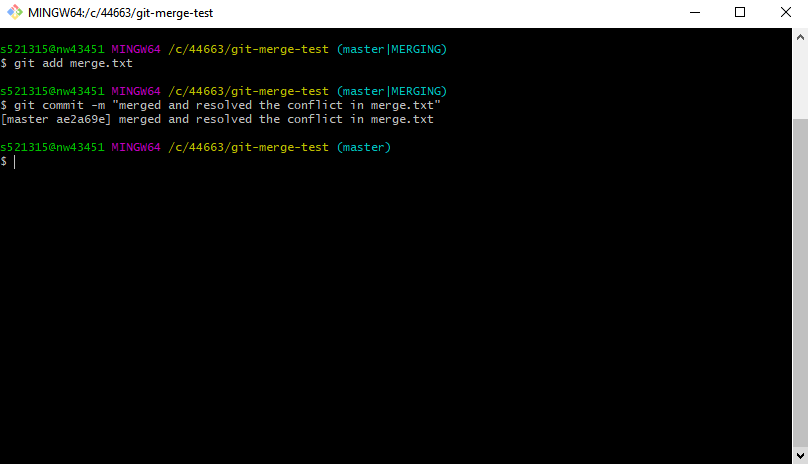 MINGW64:/c/44663/git-merge-test
s521315@nw43451 MINGW64 /c/44663/git-merge-test (master|MERGING)
$ git add merge.txt
s521315@nw43451 MINGW64 /c/44663/git-merge-test (master|MERGING)
$ git commit -m "merged and resolved the conflict in merge.txt"
[master ae2a69e] merged and resolved the conflict in merge.txt
s521315@nw43451 MINGW64 /c/44663/git-merge-test (master)
$